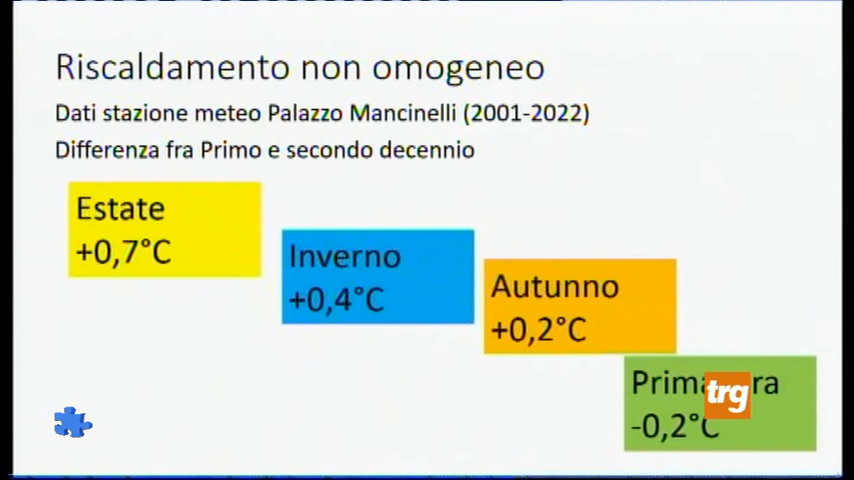 Riscaldamento non omogeneo
Dati stazione meteo Palazzo Mancinelli (2001-2022)
Differenza fra Primo e secondo decennio
Estate
+0,7°C
Inverno
+0,4°C
Autunno
+0,2°C
trg
-0,2°C